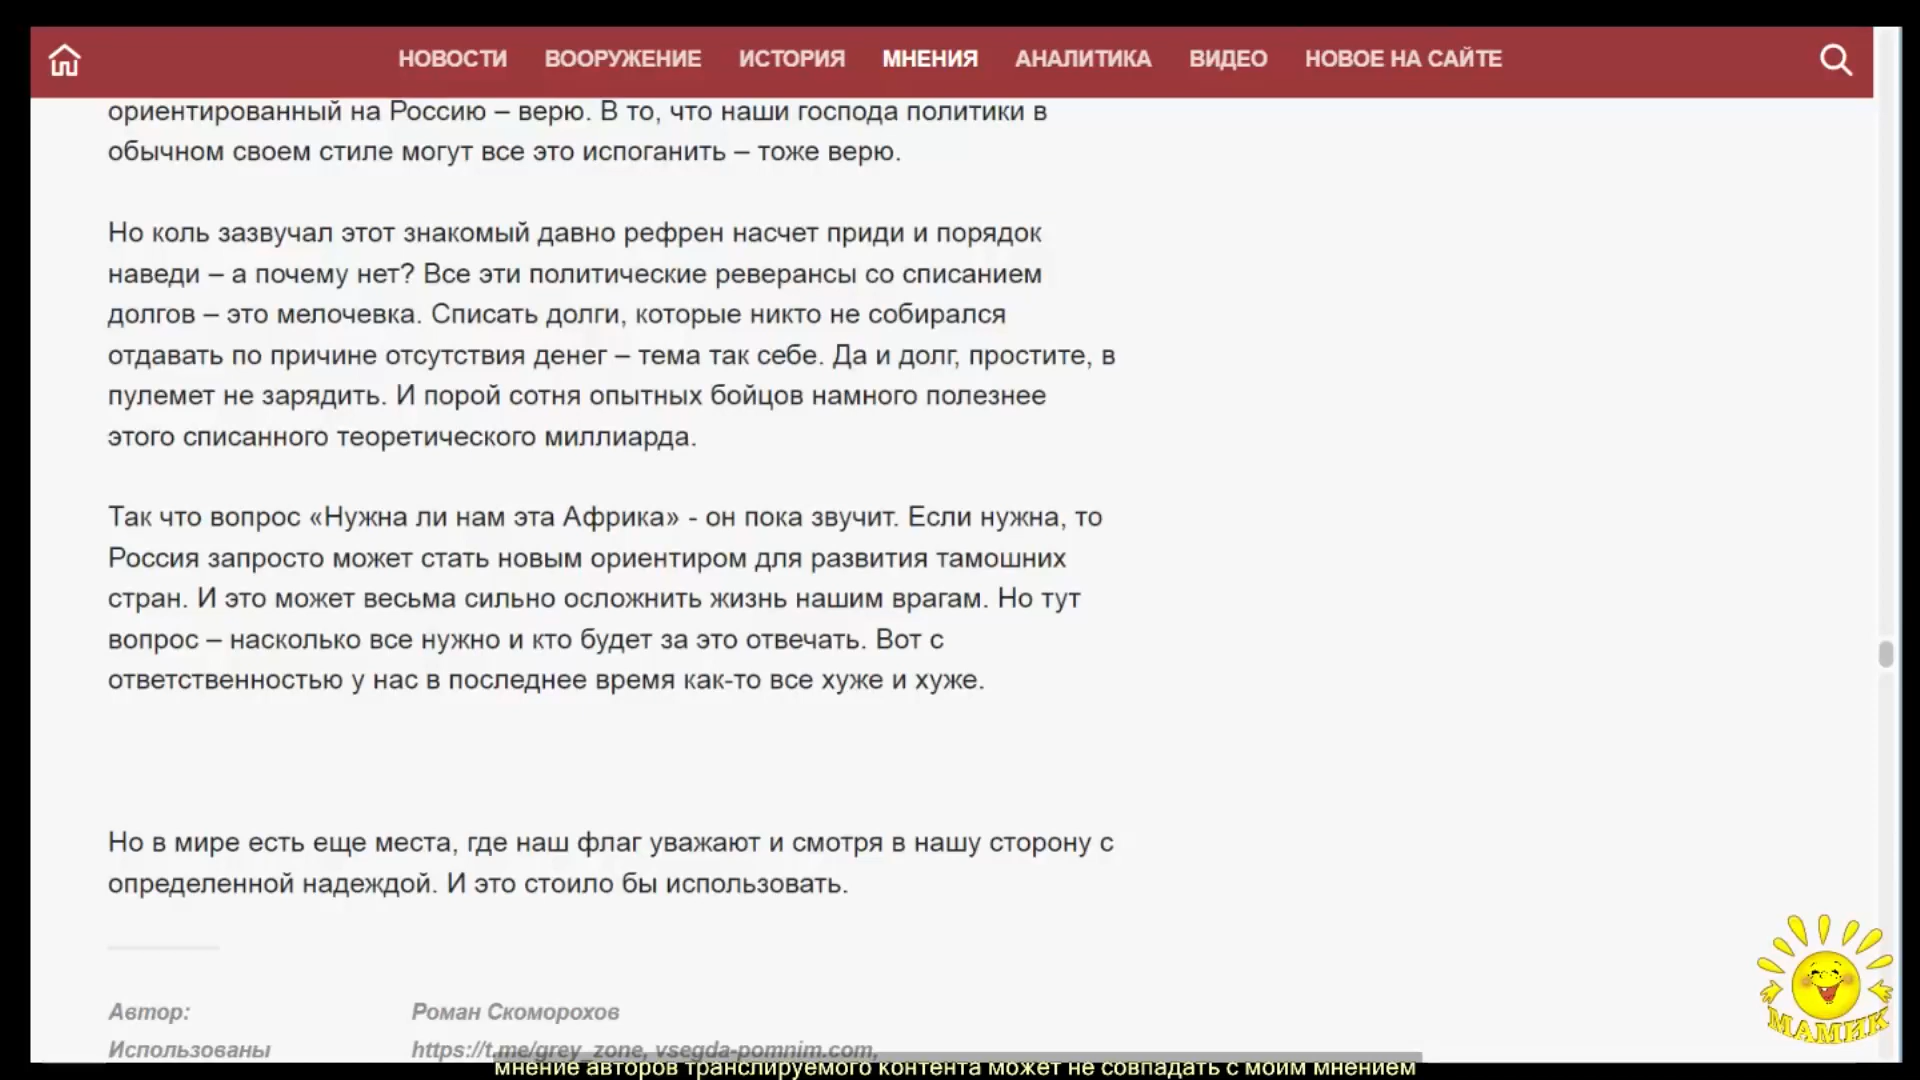 НОВОСТИ ВООРУЖЕНИЕ ИСТОРИЯ МНЕНИЯ АНАЛИТИКА ВИДЕО НОВОЕ НА САЙТЕ
ориентированный на Россию – верю. В то, что наши господа политики в
обычном своем стиле могут все это испоганить – тоже верю.
Но коль зазвучал этот знакомый давно рефрен насчет приди и порядок
наведи – а почему нет? Все эти политические реверансы со списанием
долгов – это мелочевка. Списать долги, которые никто не собирался
отдавать по причине отсутствия денег – тема так себе. Да и долг, простите, в
пулемет не зарядить. И порой сотня опытных бойцов намного полезнее
этого списанного теоретического миллиарда.
Так что вопрос «Нужна ли нам эта Африка» - он пока звучит. Если нужна, то
Россия запросто может стать новым ориентиром для развития тамошних
стран. И это может весьма сильно осложнить жизнь нашим врагам. Но тут
вопрос – насколько все нужно и кто будет за это отвечать. Вот с
ответственностью у нас в последнее время как-то все хуже и хуже.
Но в мире есть еще места, где наш флаг уважают и смотря в нашу сторону с
определенной надеждой. И это стоило бы использовать.
Автор: Роман Скоморохов
Использованы https://t.me/grey_zone, vsegda-pomnim.com,
МАМИК
мнение авторов транслируемого контента может не совпадать с моим мнением